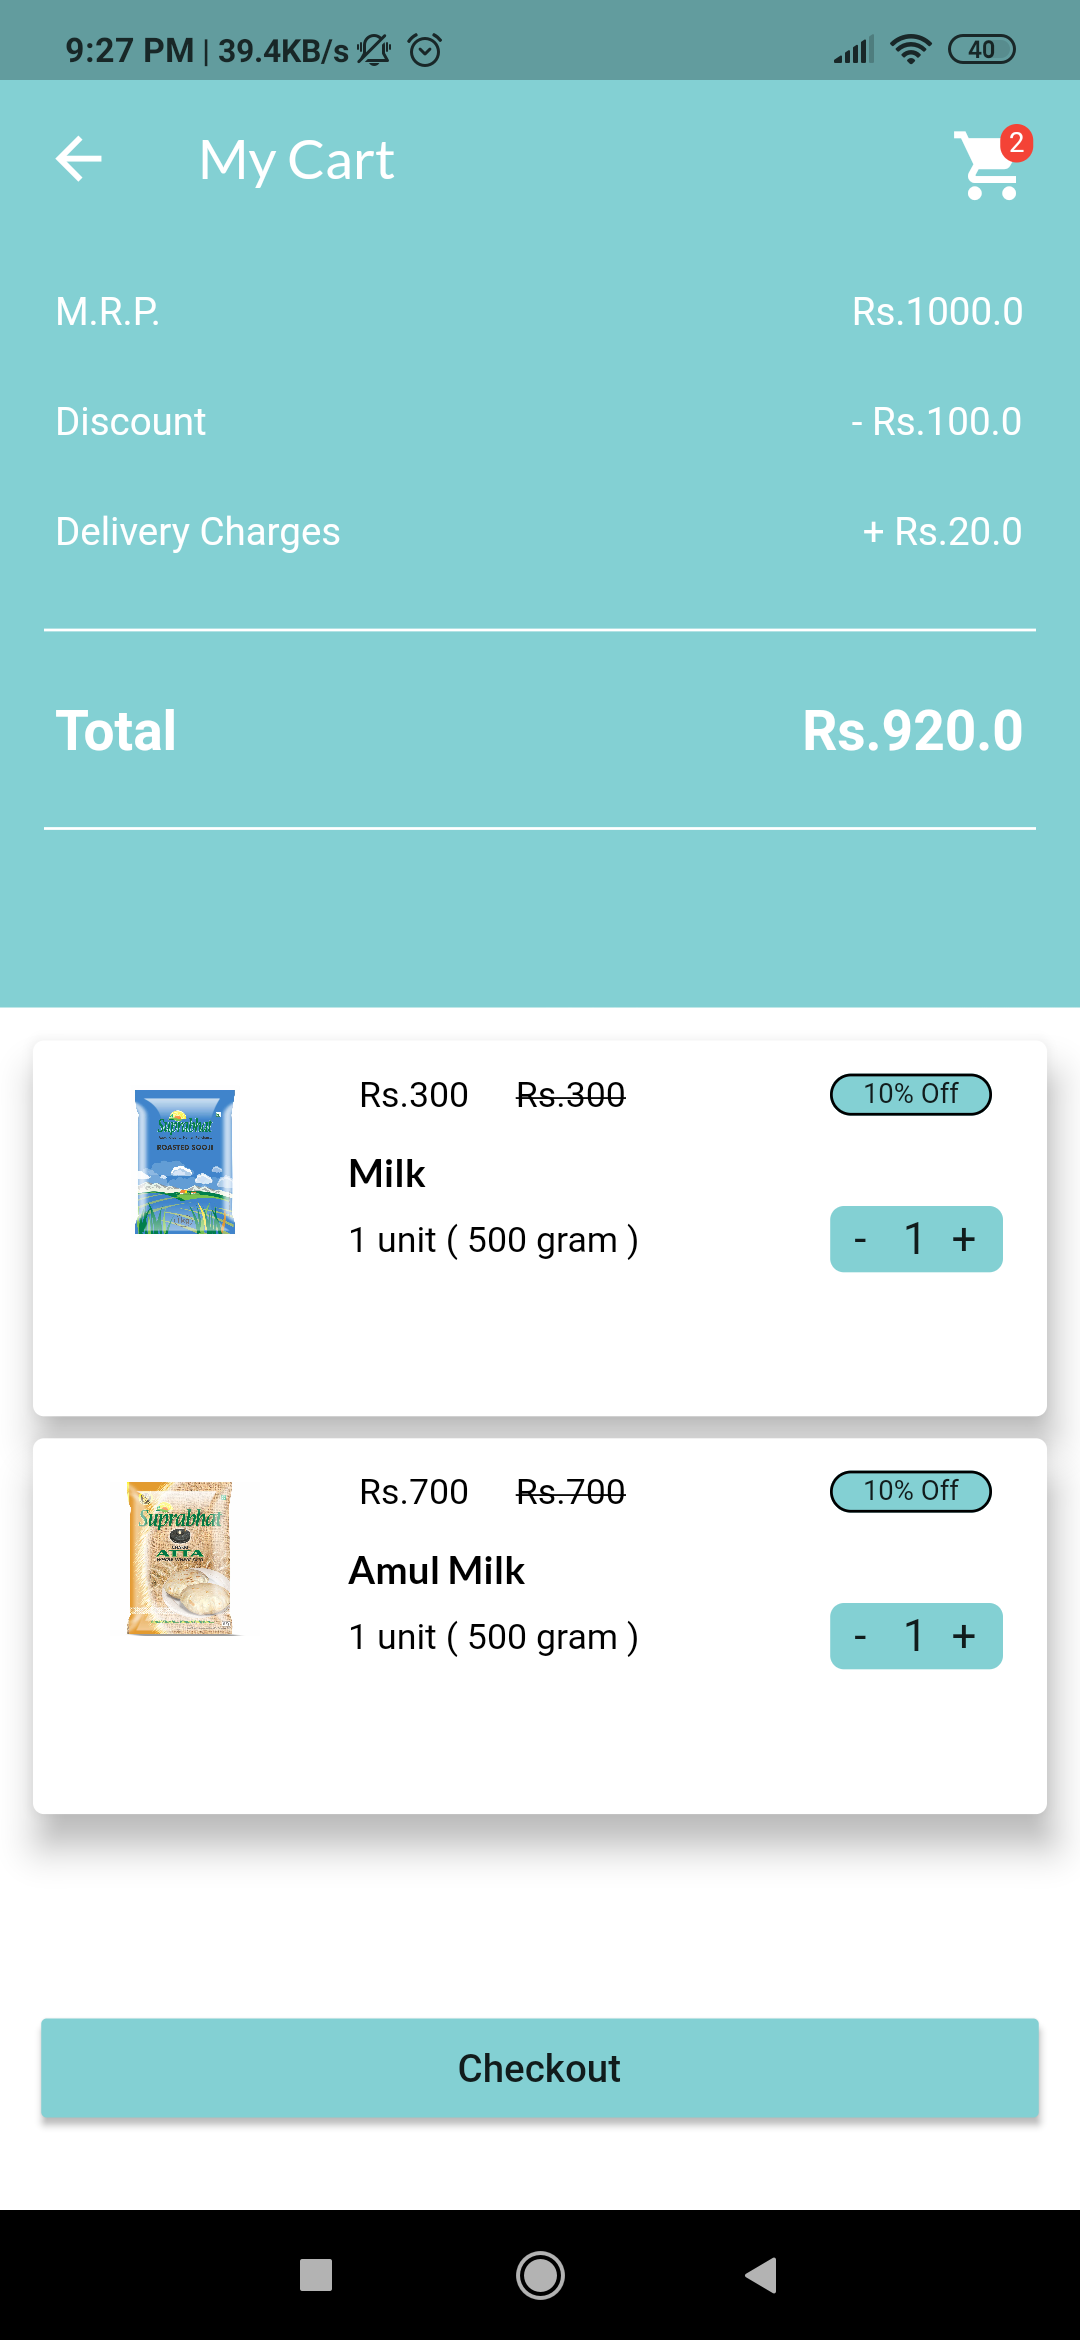 9:27 PM | 39.4KB/s
40
My Cart
2
M.R.P. Rs.1000.0
Discount - Rs.100.0
Delivery Charges + Rs.20.0
Total Rs.920.0
Rs.300 Rs.300 10% Off
Suprabhat
ROASTED SOOJI
Milk
1 unit ( 500 gram ) - 1 +
Rs.700 Rs.700 10% Off
Suprabhat
ATTA
Amul Milk
1 unit ( 500 gram ) - 1 +
Checkout